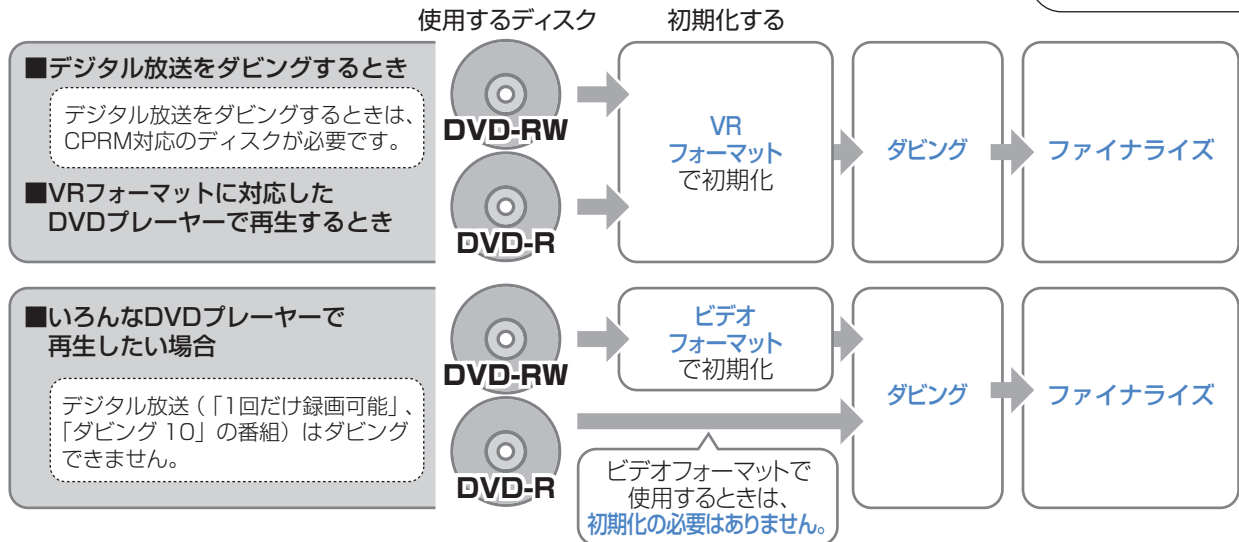 使用するディスク
初期化する
■デジタル放送をダビングするとき
デジタル放送をダビングするときは、
CPRM対応のディスクが必要です。
■VRフォーマットに対応した
DVDプレーヤーで再生するとき
DVD-RW
DVD-R
VR
フォーマット
で初期化
ダビング
ファイナライズ
■いろんなDVDプレーヤーで
再生したい場合
デジタル放送（「1回だけ録画可能」、
「ダビング 10」の番組）はダビング
できません。
DVD-RW
DVD-R
ビデオ
フォーマット
で初期化
ビデオフォーマットで
使用するときは、
初期化の必要はありません。
ダビング
ファイナライズ